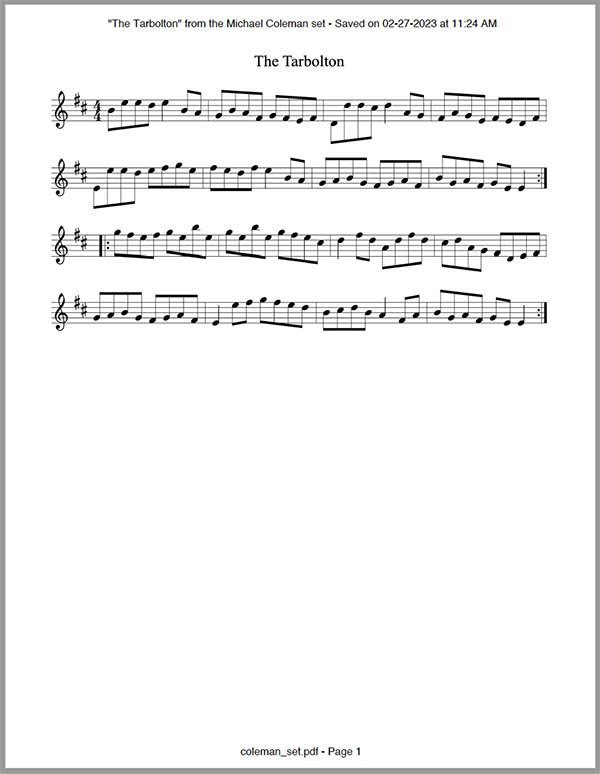 "The Tarbolton" from the Michael Coleman set - Saved on 02-27-2023 at 11:24 AM
The Tarbolton
4
4
coleman_set.pdf - Page 1